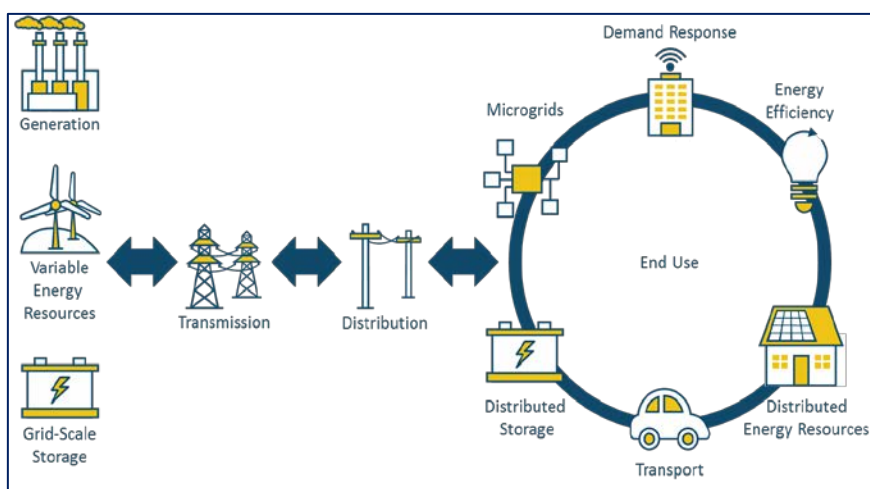 Generation
Variable
Energy
Resources
Grid-Scale
Storage
Transmission
Distribution
Demand Response
Microgrids
Energy
Efficiency
End Use
Distributed
Storage
Transport
Distributed
Energy Resources